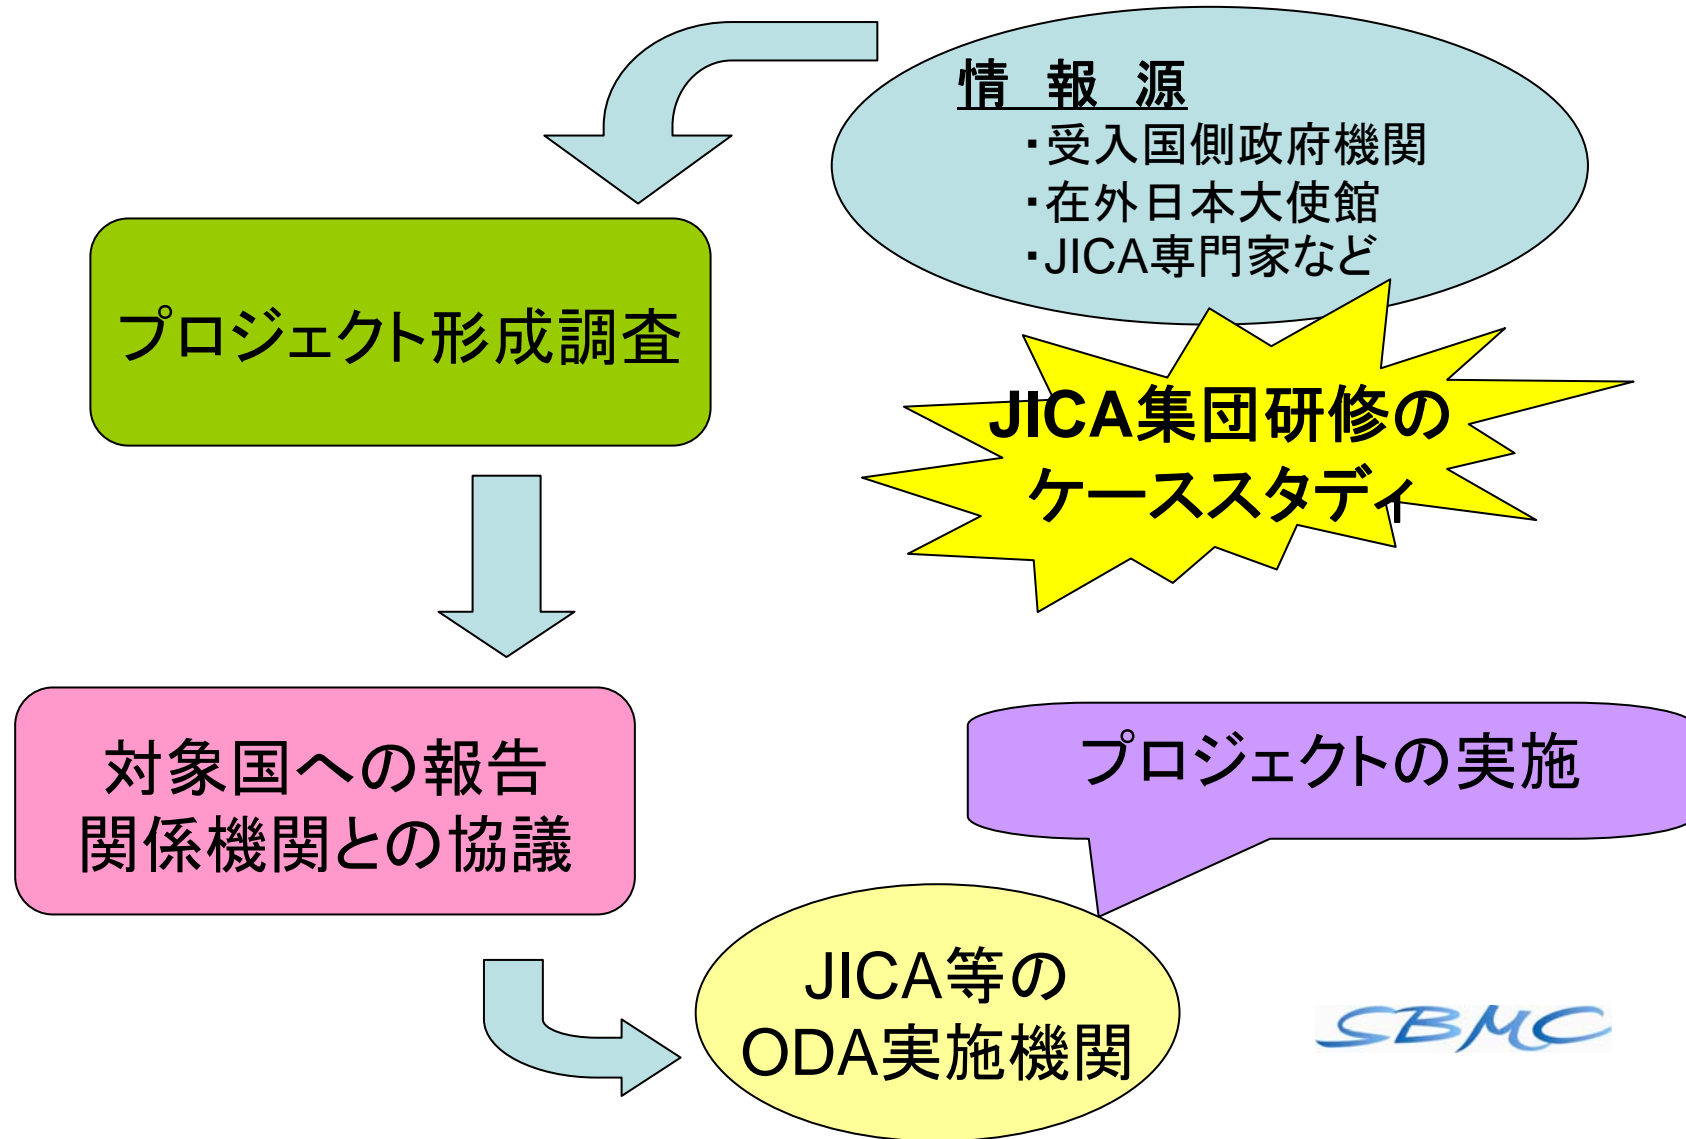 情　報　源
・受入国側政府機関
・在外日本大使館
・JICA専門家など
プロジェクト形成調査
JICA集団研修の
ケーススタディ
対象国への報告
関係機関との協議
プロジェクトの実施
JICA等の
ODA実施機関
SBMC